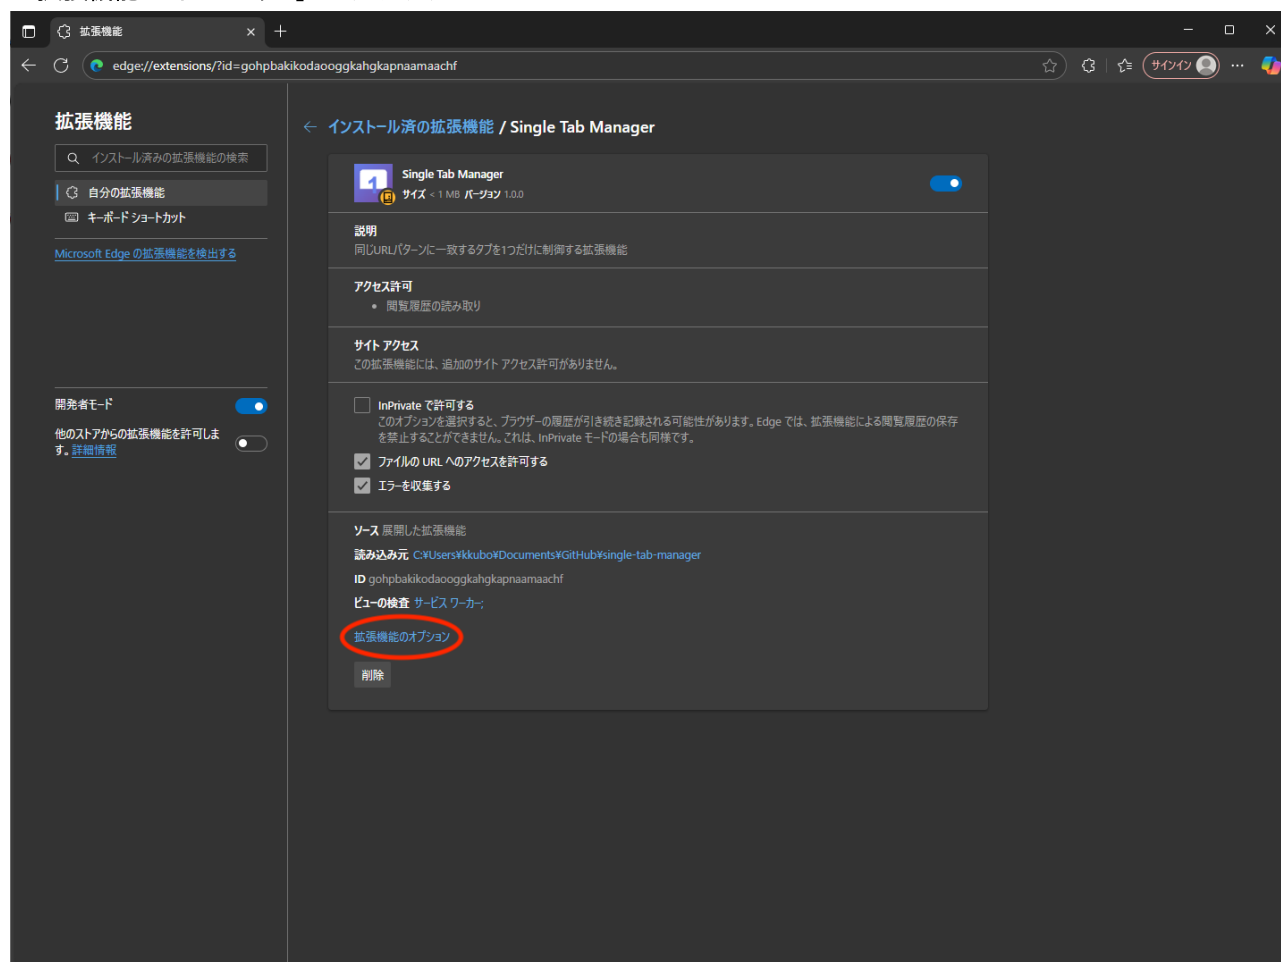 拡張機能
edge://extensions/?id=gohpbakikodaooggkahgkapnaamaachf
サインイン
拡張機能
インストール済みの拡張機能の検索
自分の拡張機能
キーボード ショートカット
Microsoft Edge の拡張機能を検出する
開発者モード
他のストアからの拡張機能を許可しま
す。詳細情報
インストール済の拡張機能 / Single Tab Manager
Single Tab Manager
サイズ < 1 MB バージョン 1.0.0
説明
同じURLパターンに一致するタブを1つだけに制御する拡張機能
アクセス許可
• 閲覧履歴の読み取り
サイト アクセス
この拡張機能には、追加のサイト アクセス許可がありません。
InPrivate で許可する
このオプションを選択すると、ブラウザーの履歴が引き続き記録される可能性があります。Edge では、拡張機能による閲覧履歴の保存
を禁止することができません。これは、InPrivate モードの場合も同様です。
ファイルの URL へのアクセスを許可する
エラーを収集する
ソース 展開した拡張機能
読み込み元 C:¥Users¥kkubo¥Documents¥GitHub¥single-tab-manager
ID gohpbakikodaooggkahgkapnaamaachf
ビューの検査 サービス ワーカー;
拡張機能のオプション
削除